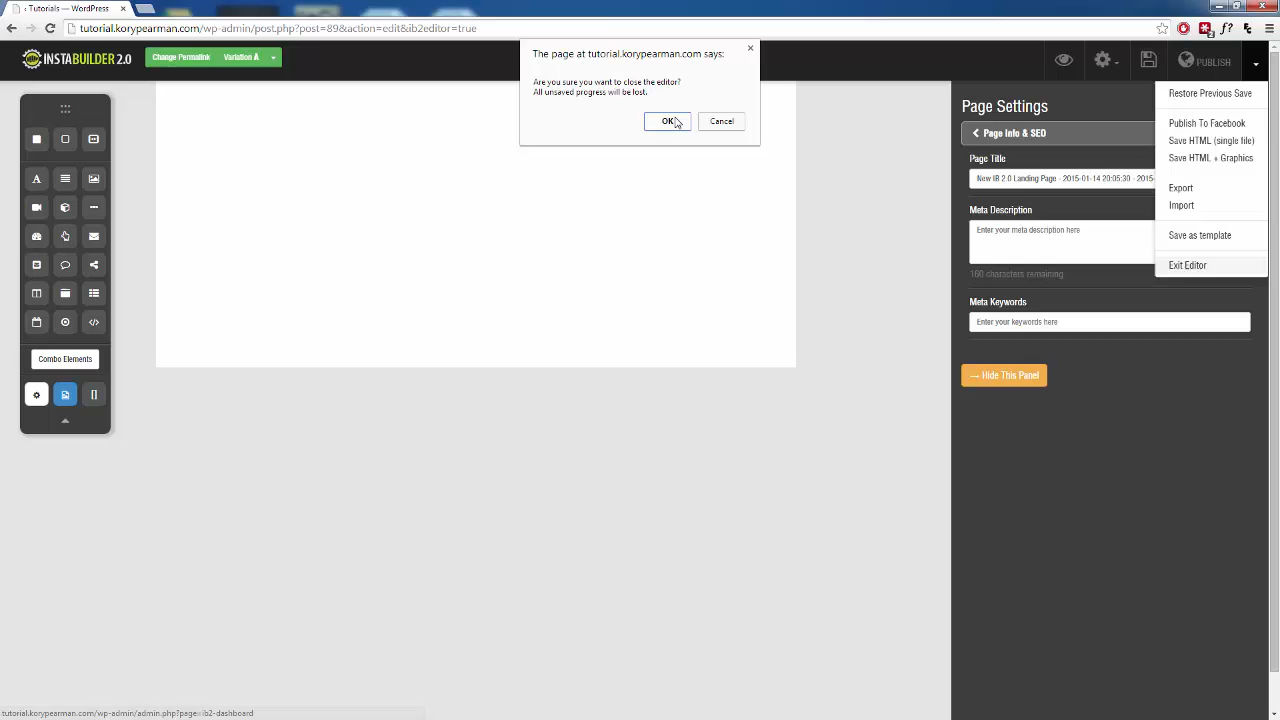 ‹ Tutorials — WordPress
tutorial.korypearman.com/wp-admin/post.php?post=89&action=edit&ib2editor=true
INSTABUILDER 2.0
Change Permalink
Variation A
PUBLISH
The page at tutorial.korypearman.com says:
Are you sure you want to close the editor?
All unsaved progress will be lost.
OK
Cancel
Restore Previous Save
Publish To Facebook
Save HTML (single file)
Save HTML + Graphics
Export
Import
Save as template
Exit Editor
Page Settings
Page Info & SEO
Page Title
New IB 2.0 Landing Page - 2015-01-14 20:05:30 - 2015-
Meta Description
Enter your meta description here
160 characters remaining
Meta Keywords
Enter your keywords here
→ Hide This Panel
Combo Elements
tutorial.korypearman.com/wp-admin/admin.php?page=ib2-dashboard